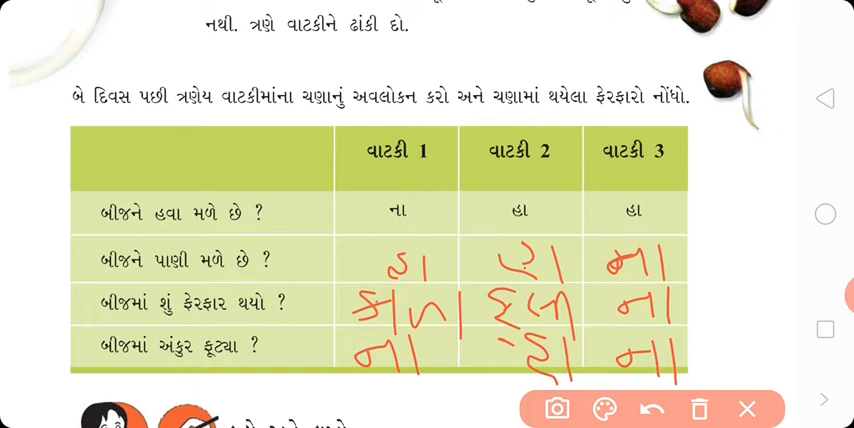 નથી. ત્રણે વાટકીને ઢાંકી દો.
બે દિવસ પછી ત્રણેય વાટકીમાંના ચણાનું અવલોકન કરો અને ચણામાં થયેલા ફેરફારો નોંધો.
વાટકી 1 વાટકી 2 વાટકી 3
બીજને હવા મળે છે ? ના હા હા
બીજને પાણી મળે છે ? હા હા ના
બીજમાં શું ફેરફાર થયો ? ના
બીજમાં અંકુર ફૂટ્યા ? ના હા ના